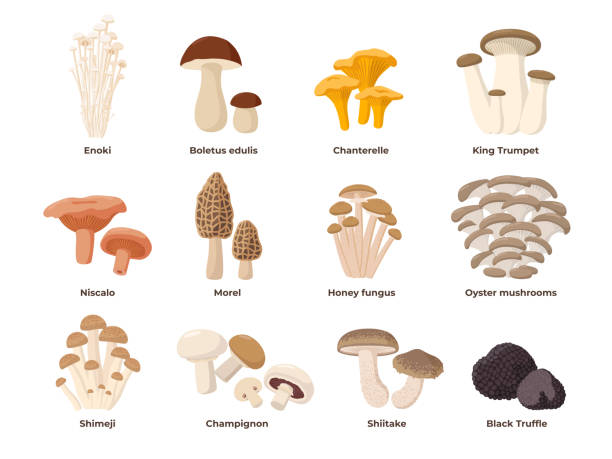 Enoki
Boletus edulis
Chanterelle
King Trumpet
Niscalo
Morel
Honey fungus
Oyster mushrooms
Shimeji
Champignon
Shiitake
Black Truffle